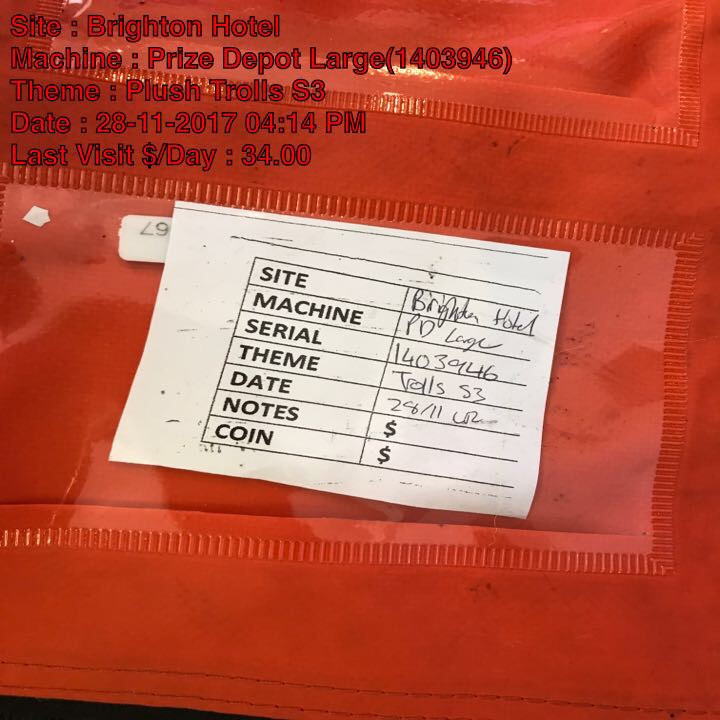 Site : Brighton Hotel
Machine : Prize Depot Large(1403946)
Theme : Plush Trolls S3
Date : 28-11-2017 04:14 PM
Last Visit $/Day : 34.00
67
SITE Brighton Hotel
MACHINE PD Large
SERIAL 1403946
THEME Trolls S3
DATE 28/11
NOTES $
COIN $